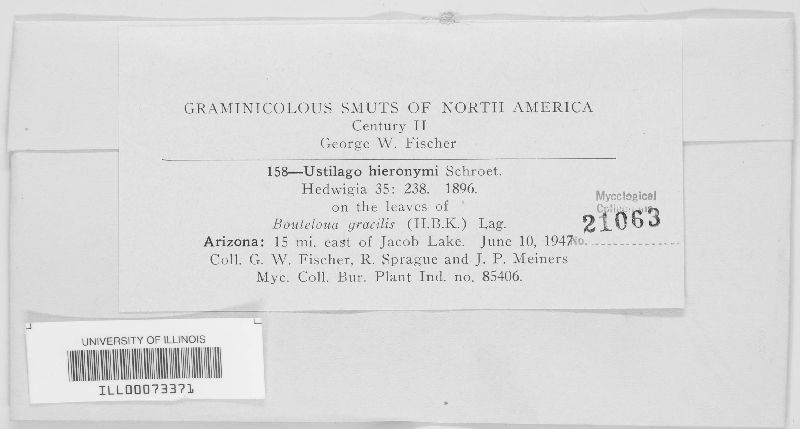 GRAMINICOLOUS SMUTS OF NORTH AMERICA
Century II
George W. Fischer
158—Ustilago hieronymi Schroet.
Hedwigia 35: 238. 1896.
on the leaves of
Bouteloua gracilis (H.B.K.) Lag.
Arizona: 15 mi. east of Jacob Lake. June 10, 1947
Coll. G. W. Fischer, R. Sprague and J. P. Meiners
Myc. Coll. Bur. Plant Ind. no. 85406.
Mycological
21063
No.
UNIVERSITY OF ILLINOIS
ILL00073371